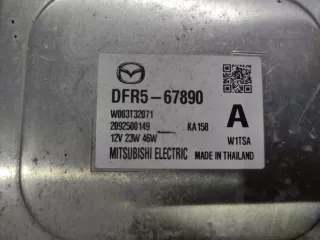 DFR5-67890
W003T32071
2092500149 KA158 A
12V 23W 46W W1TSA
MITSUBISHI ELECTRIC MADE IN THAILAND